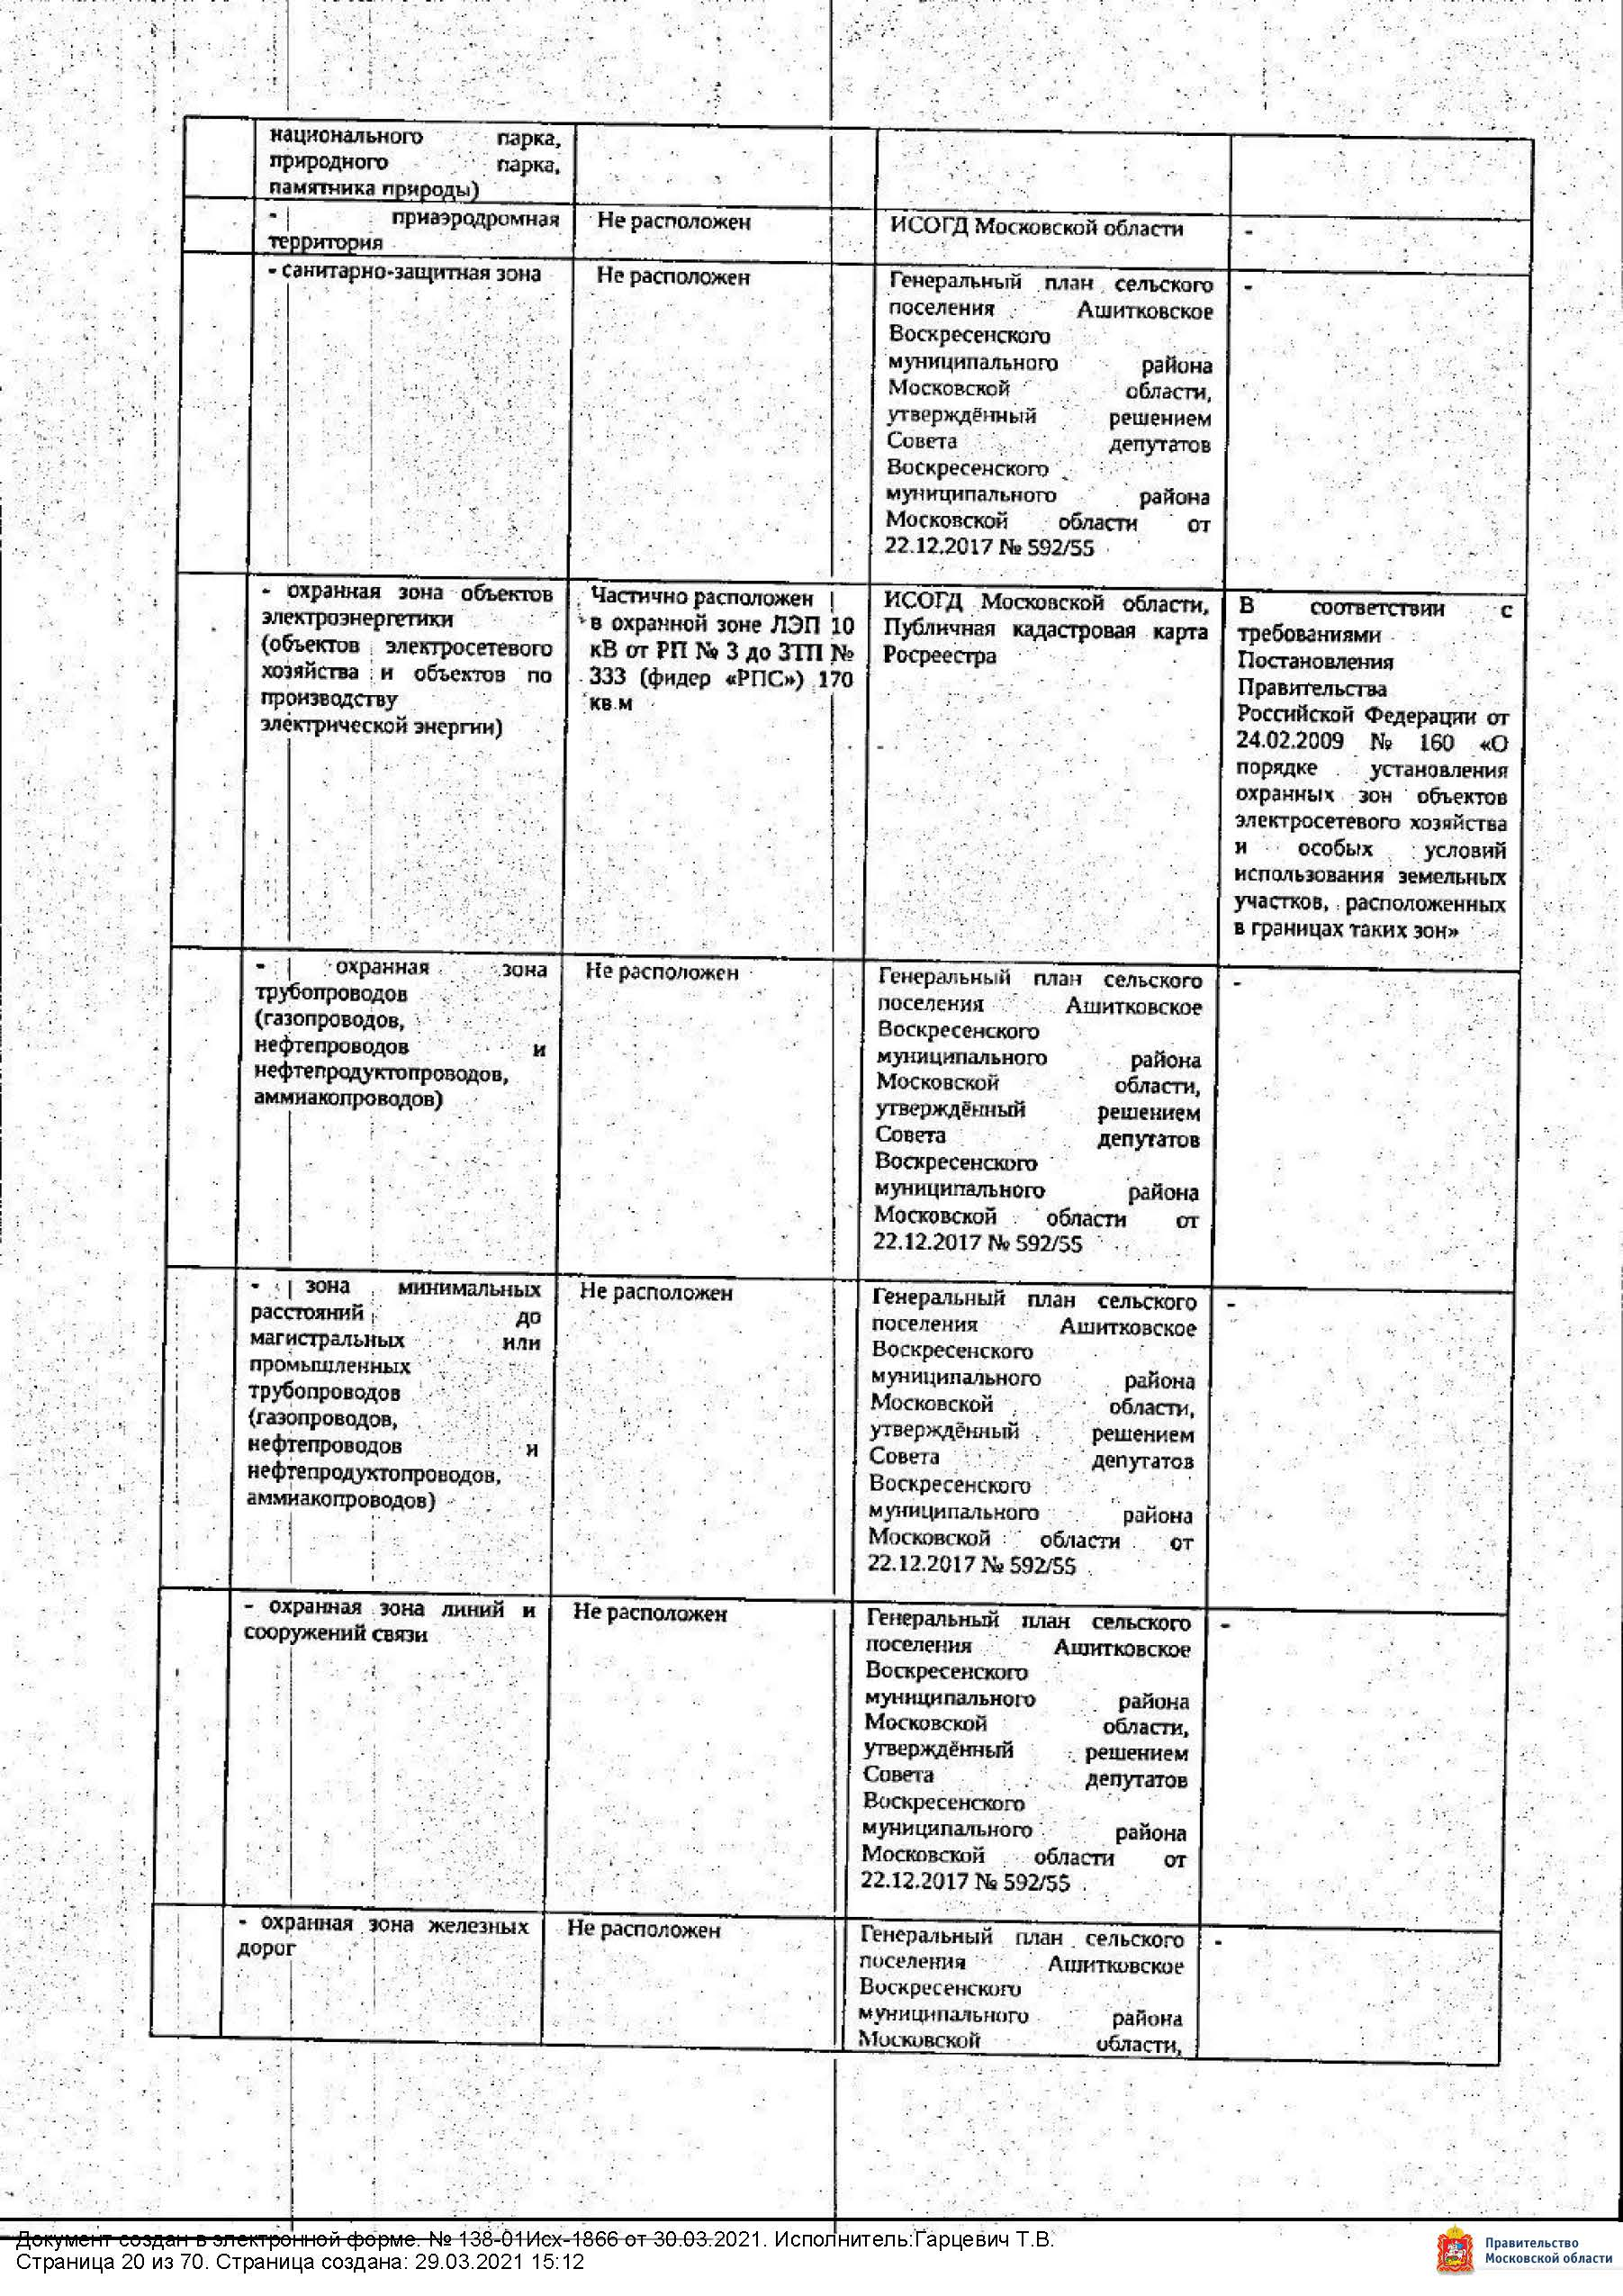 национального парка,
природного парка,
памятника природы)
- приаэродромная
территория
Не расположен
ИСОГД Московской области
-
- санитарно-защитная зона
Не расположен
Генеральный план сельского
поселения Ашитковское
Воскресенского
муниципального района
Московской области,
утверждённый решением
Совета депутатов
Воскресенского
муниципального района
Московской области от
22.12.2017 № 592/55
-
- охранная зона объектов
электроэнергетики
(объектов электросетевого
хозяйства и объектов по
производству
электрической энергии)
Частично расположен
в охранной зоне ЛЭП 10
кВ от РП № 3 до ЗТП №
333 (фидер «РПС») 170
кв.м
ИСОГД Московской области,
Публичная кадастровая карта
Росреестра
В соответствии с
требованиями
Постановления
Правительства
Российской Федерации от
24.02.2009 № 160 «О
порядке установления
охранных зон объектов
электросетевого хозяйства
и особых условий
использования земельных
участков, расположенных
в границах таких зон»
- охранная зона
трубопроводов
(газопроводов,
нефтепроводов и
нефтепродуктопроводов,
аммиакопроводов)
Не расположен
Генеральный план сельского
поселения Ашитковское
Воскресенского
муниципального района
Московской области,
утверждённый решением
Совета депутатов
Воскресенского
муниципального района
Московской области от
22.12.2017 № 592/55
-
- зона минимальных
расстояний до
магистральных или
промышленных
трубопроводов
(газопроводов,
нефтепроводов и
нефтепродуктопроводов,
аммиакопроводов)
Не расположен
Генеральный план сельского
поселения Ашитковское
Воскресенского
муниципального района
Московской области,
утверждённый решением
Совета депутатов
Воскресенского
муниципального района
Московской области от
22.12.2017 № 592/55
-
- охранная зона линий и
сооружений связи
Не расположен
Генеральный план сельского
поселения Ашитковское
Воскресенского
муниципального района
Московской области,
утверждённый решением
Совета депутатов
Воскресенского
муниципального района
Московской области от
22.12.2017 № 592/55
-
- охранная зона железных
дорог
Не расположен
Генеральный план сельского
поселения Ашитковское
Воскресенского
муниципального района
Московской области,
-
Документ создан в электронной форме. № 138-01Исх-1866 от 30.03.2021. Исполнитель:Гарцевич Т.В.
Страница 20 из 70. Страница создана: 29.03.2021 15:12
Правительство
Московской области